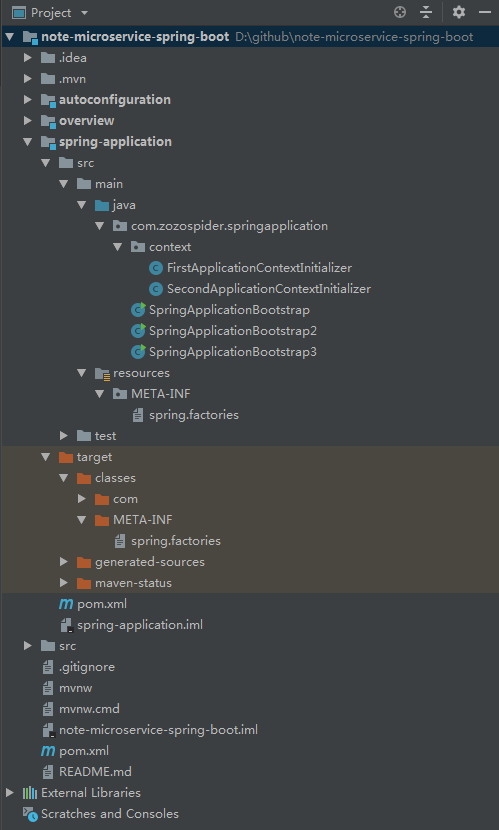 Project
note-microservice-spring-boot D:\github\note-microservice-spring-boot
.idea
.mvn
autoconfiguration
overview
spring-application
src
main
java
com.zozospider.springapplication
context
FirstApplicationContextInitializer
SecondApplicationContextInitializer
SpringApplicationBootstrap
SpringApplicationBootstrap2
SpringApplicationBootstrap3
resources
META-INF
spring.factories
test
target
classes
com
META-INF
spring.factories
generated-sources
maven-status
pom.xml
spring-application.iml
src
.gitignore
mvnw
mvnw.cmd
note-microservice-spring-boot.iml
pom.xml
README.md
External Libraries
Scratches and Consoles